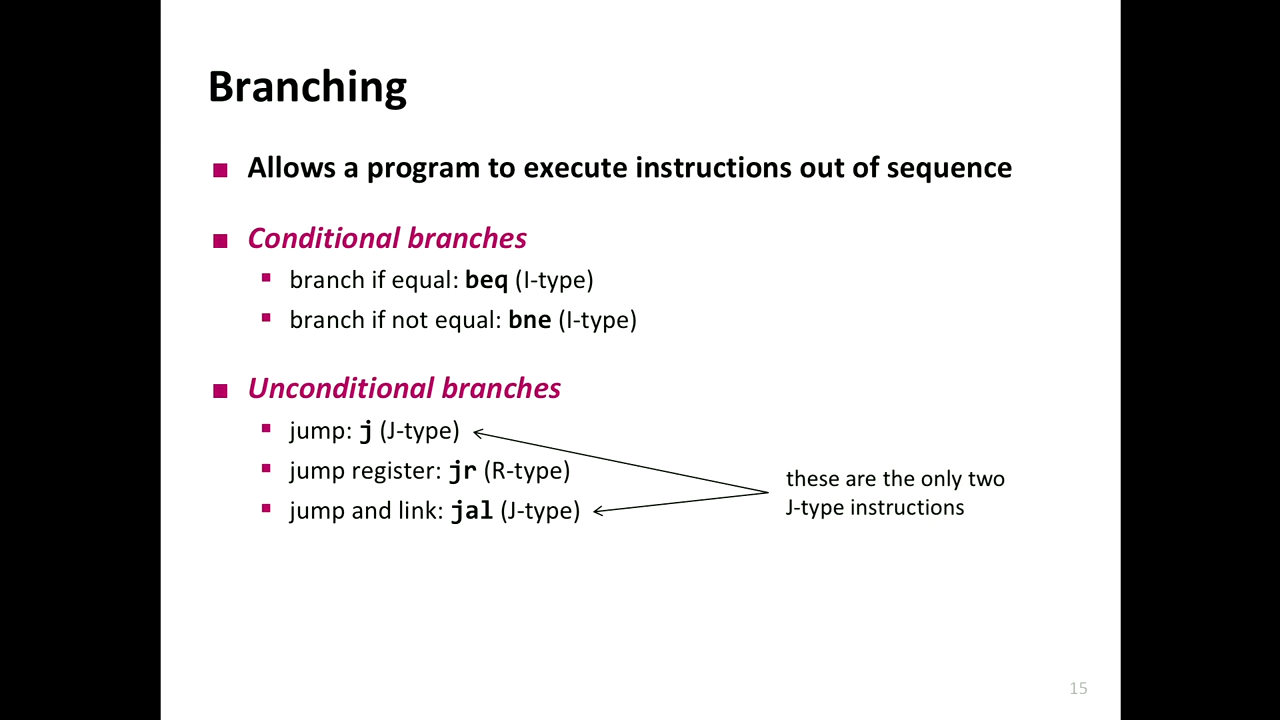 Branching
Allows a program to execute instructions out of sequence
Conditional branches
branch if equal: beq (I-type)
branch if not equal: bne (I-type)
Unconditional branches
jump: j (J-type)
jump register: jr (R-type)
jump and link: jal (J-type)
these are the only two
J-type instructions
15